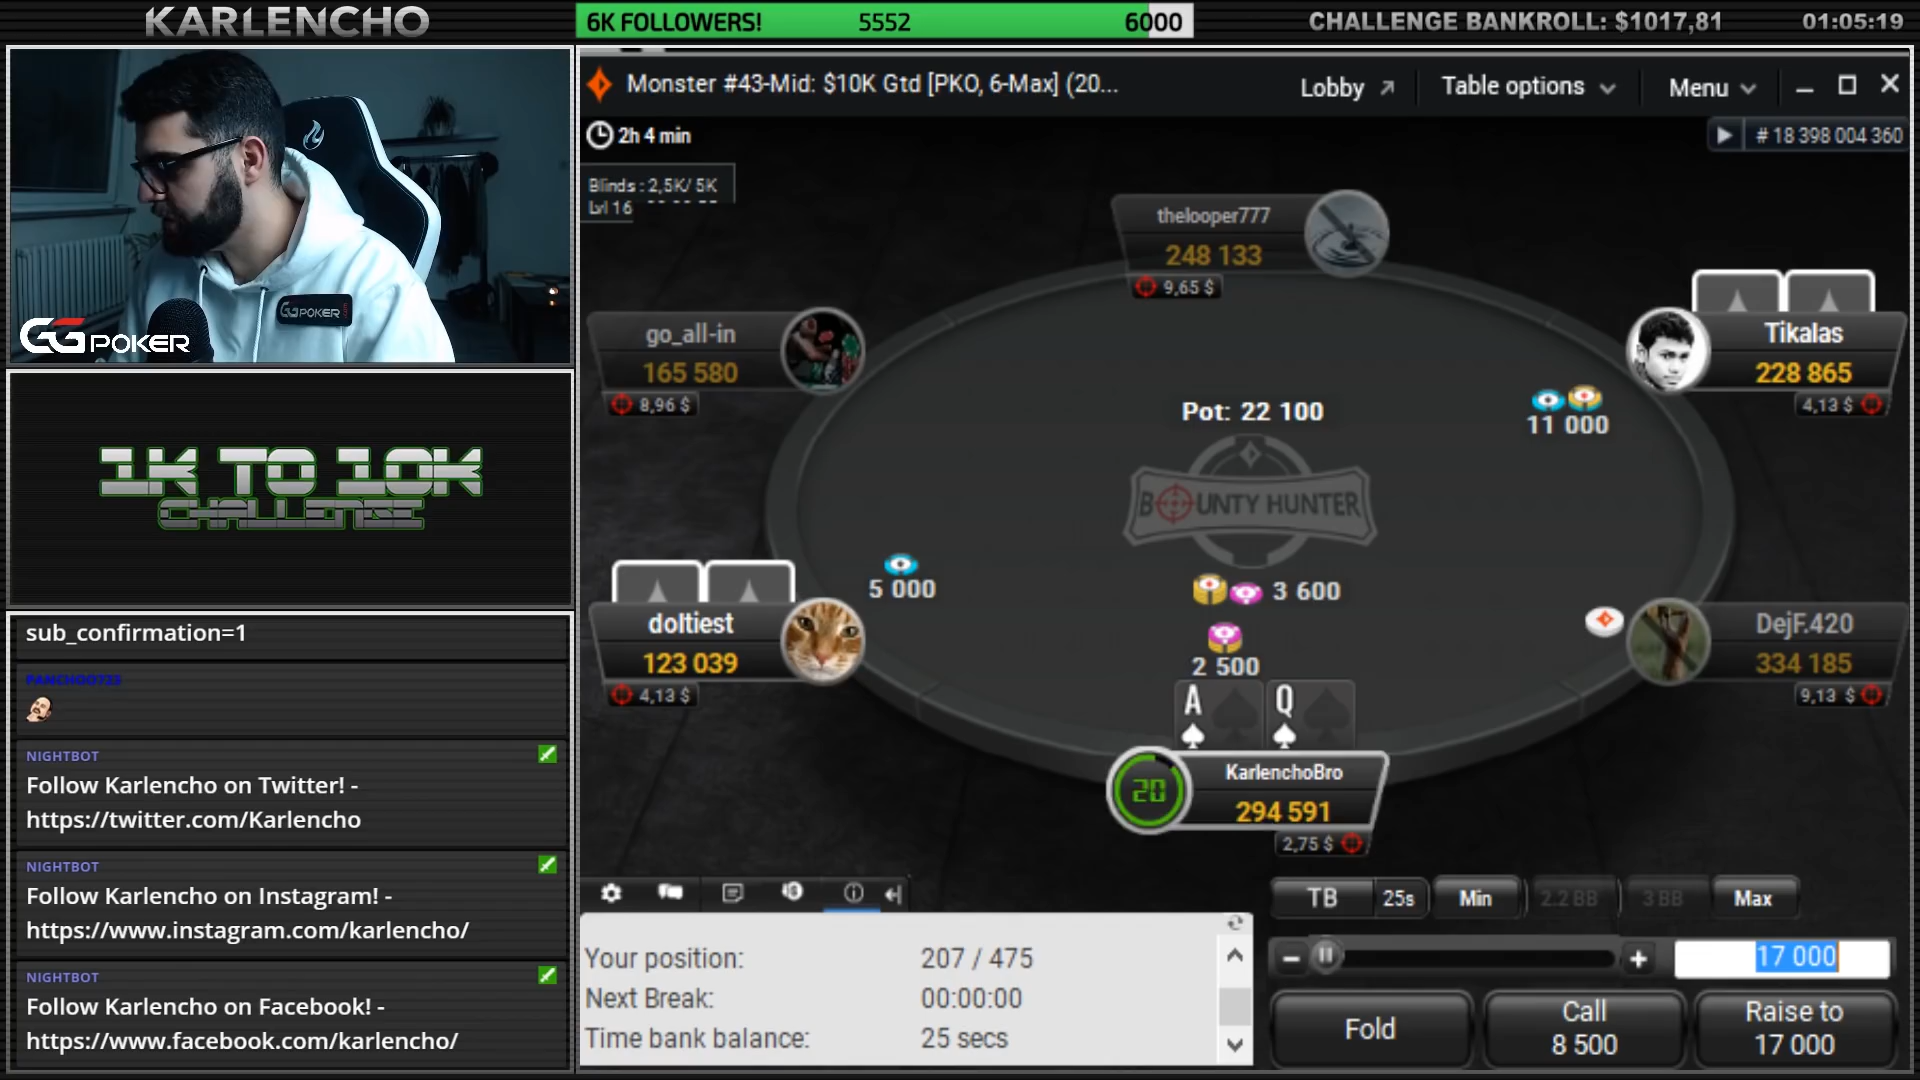 KARLENCHO
6K FOLLOWERS! 5552 6000
CHALLENGE BANKROLL: $1017,81
01:05:19
GGPOKER
GGPOKER
1K TO 10K
CHALLENGE
sub_confirmation=1
PANCHOO723
NIGHTBOT
Follow Karlencho on Twitter! -
https://twitter.com/Karlencho
NIGHTBOT
Follow Karlencho on Instagram! -
https://www.instagram.com/karlencho/
NIGHTBOT
Follow Karlencho on Facebook! -
https://www.facebook.com/karlencho/
Monster #43-Mid: $10K Gtd [PKO, 6-Max] (20...
Lobby
Table options
Menu
2h 4 min
# 18 398 004 360
Blinds : 2,5K/ 5K
Lvl 16
thelooper777
248 133
9,65 $
go_all-in
165 580
8,96 $
Tikalas
228 865
4,13 $
Pot: 22 100
11 000
BOUNTY HUNTER
5 000
3 600
2 500
doltiest
123 039
4,13 $
DejF.420
334 185
9,13 $
A Q
KarlenchoBro
20
294 591
2,75 $
TB 25s Min 2.2 BB 3 BB Max
Your position: 207 / 475
Next Break: 00:00:00
Time bank balance: 25 secs
17 000
Fold
Call
8 500
Raise to
17 000